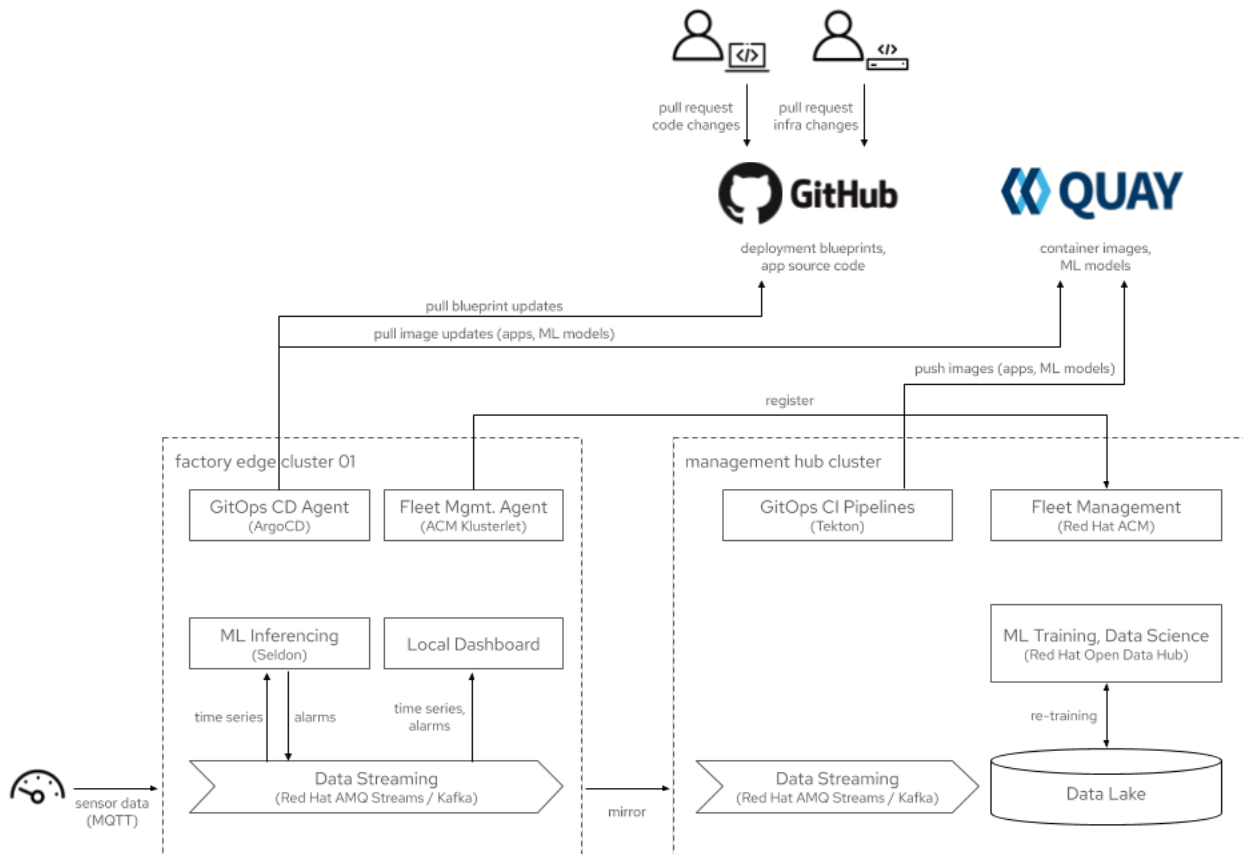 </>
</>
pull request
code changes
pull request
infra changes
GitHub
QUAY
deployment blueprints,
app source code
container images,
ML models
pull blueprint updates
pull image updates (apps, ML models)
push images (apps, ML models)
register
factory edge cluster 01
management hub cluster
GitOps CD Agent
(ArgoCD)
Fleet Mgmt. Agent
(ACM Klusterlet)
GitOps CI Pipelines
(Tekton)
Fleet Management
(Red Hat ACM)
ML Inferencing
(Seldon)
Local Dashboard
ML Training, Data Science
(Red Hat Open Data Hub)
time series
alarms
time series,
alarms
re-training
Data Streaming
(Red Hat AMQ Streams / Kafka)
Data Streaming
(Red Hat AMQ Streams / Kafka)
Data Lake
sensor data
(MQTT)
mirror